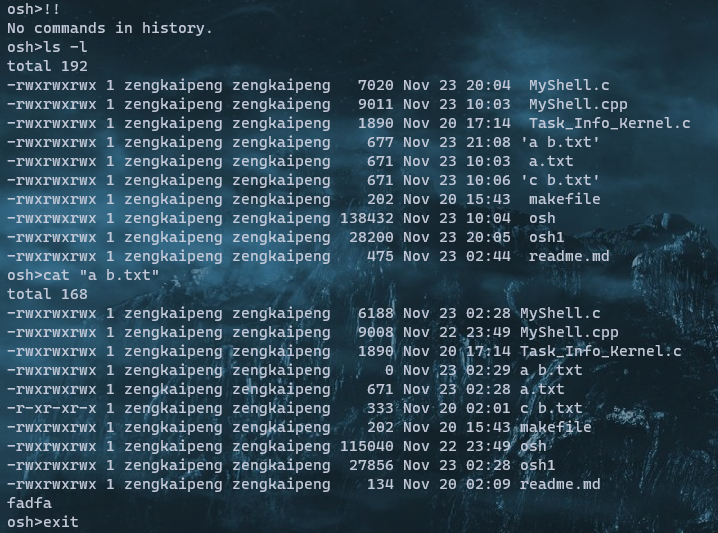 osh>!!
No commands in history.
osh>ls -l
total 192
-rwxrwxrwx 1 zengkaipeng zengkaipeng   7020 Nov 23 20:04  MyShell.c
-rwxrwxrwx 1 zengkaipeng zengkaipeng   9011 Nov 23 10:03  MyShell.cpp
-rwxrwxrwx 1 zengkaipeng zengkaipeng   1890 Nov 20 17:14  Task_Info_Kernel.c
-rwxrwxrwx 1 zengkaipeng zengkaipeng    677 Nov 23 21:08 'a b.txt'
-rwxrwxrwx 1 zengkaipeng zengkaipeng    671 Nov 23 10:03  a.txt
-rwxrwxrwx 1 zengkaipeng zengkaipeng    671 Nov 23 10:06 'c b.txt'
-rwxrwxrwx 1 zengkaipeng zengkaipeng    202 Nov 20 15:43  makefile
-rwxrwxrwx 1 zengkaipeng zengkaipeng 138432 Nov 23 10:04  osh
-rwxrwxrwx 1 zengkaipeng zengkaipeng  28200 Nov 23 20:05  osh1
-rwxrwxrwx 1 zengkaipeng zengkaipeng    475 Nov 23 02:44  readme.md
osh>cat "a b.txt"
total 168
-rwxrwxrwx 1 zengkaipeng zengkaipeng   6188 Nov 23 02:28 MyShell.c
-rwxrwxrwx 1 zengkaipeng zengkaipeng   9008 Nov 22 23:49 MyShell.cpp
-rwxrwxrwx 1 zengkaipeng zengkaipeng   1890 Nov 20 17:14 Task_Info_Kernel.c
-rwxrwxrwx 1 zengkaipeng zengkaipeng      0 Nov 23 02:29 a b.txt
-rwxrwxrwx 1 zengkaipeng zengkaipeng    671 Nov 23 02:28 a.txt
-r-xr-xr-x 1 zengkaipeng zengkaipeng    333 Nov 20 02:01 c b.txt
-rwxrwxrwx 1 zengkaipeng zengkaipeng    202 Nov 20 15:43 makefile
-rwxrwxrwx 1 zengkaipeng zengkaipeng 115040 Nov 22 23:49 osh
-rwxrwxrwx 1 zengkaipeng zengkaipeng  27856 Nov 23 02:28 osh1
-rwxrwxrwx 1 zengkaipeng zengkaipeng    134 Nov 20 02:09 readme.md
fadfa
osh>exit